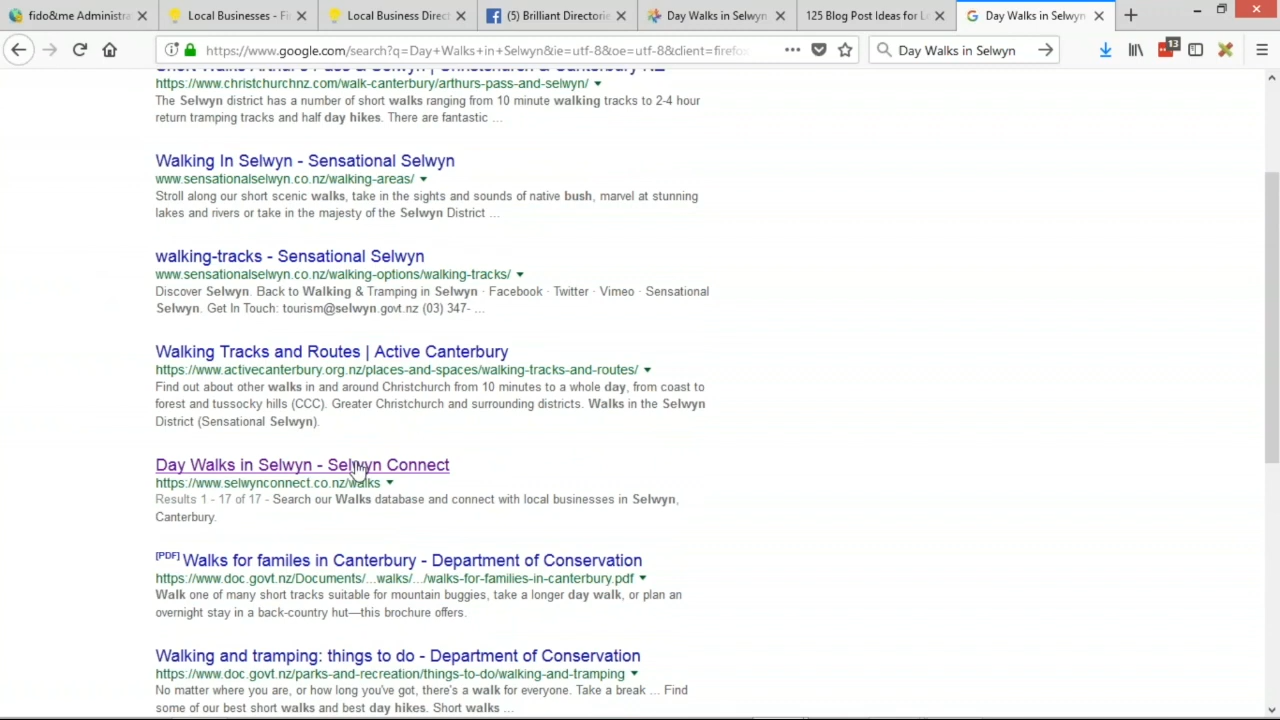 fido&me Administra
Local Businesses - Fi
Local Business Direct
(5) Brilliant Directorie
Day Walks in Selwyn
125 Blog Post Ideas for Lo
Day Walks in Selwyn
https://www.google.com/search?q=Day+Walks+in+Selwyn&ie=utf-8&oe=utf-8&client=firefox
Day Walks in Selwyn
13
Short Walks Arthur's Pass & Selwyn | Christchurch & Canterbury NZ
https://www.christchurchnz.com/walk-canterbury/arthurs-pass-and-selwyn/
The Selwyn district has a number of short walks ranging from 10 minute walking tracks to 2-4 hour
return tramping tracks and half day hikes. There are fantastic ...
Walking In Selwyn - Sensational Selwyn
www.sensationalselwyn.co.nz/walking-areas/
Stroll along our short scenic walks, take in the sights and sounds of native bush, marvel at stunning
lakes and rivers or take in the majesty of the Selwyn District ...
walking-tracks - Sensational Selwyn
www.sensationalselwyn.co.nz/walking-options/walking-tracks/
Discover Selwyn. Back to Walking & Tramping in Selwyn · Facebook · Twitter · Vimeo · Sensational
Selwyn. Get In Touch: tourism@selwyn.govt.nz (03) 347- ...
Walking Tracks and Routes | Active Canterbury
https://www.activecanterbury.org.nz/places-and-spaces/walking-tracks-and-routes/
Find out about other walks in and around Christchurch from 10 minutes to a whole day, from coast to
forest and tussocky hills (CCC). Greater Christchurch and surrounding districts. Walks in the Selwyn
District (Sensational Selwyn).
Day Walks in Selwyn - Selwyn Connect
https://www.selwynconnect.co.nz/walks
Results 1 - 17 of 17 - Search our Walks database and connect with local businesses in Selwyn,
Canterbury.
[PDF] Walks for familes in Canterbury - Department of Conservation
https://www.doc.govt.nz/Documents/...walks/.../walks-for-families-in-canterbury.pdf
Walk one of many short tracks suitable for mountain buggies, take a longer day walk, or plan an
overnight stay in a back-country hut—this brochure offers.
Walking and tramping: things to do - Department of Conservation
https://www.doc.govt.nz/parks-and-recreation/things-to-do/walking-and-tramping
No matter where you are, or how long you've got, there's a walk for everyone. Take a break ... Find
some of our best short walks and best day hikes. Short walks ...